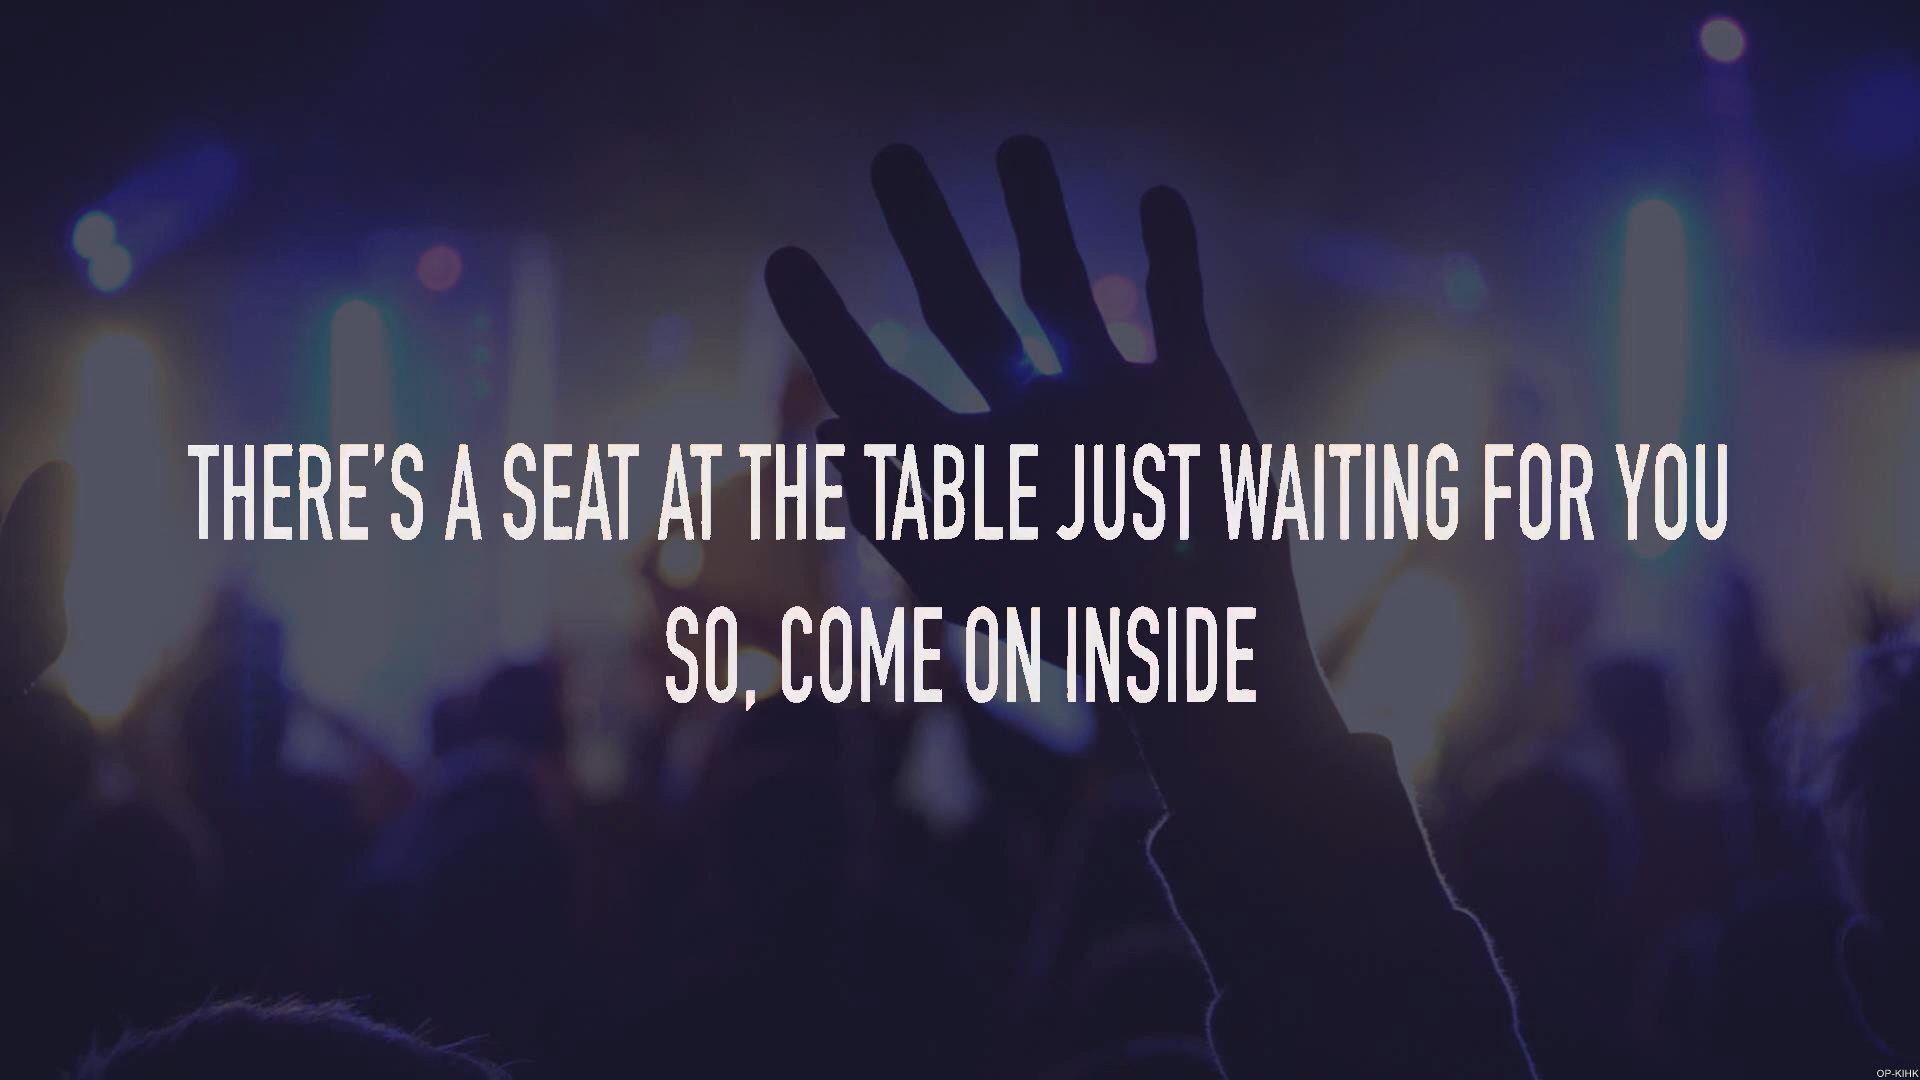 THERE'S A SEAT AT THE TABLE JUST WAITING FOR YOU
SO, COME ON INSIDE
OP-KIHK